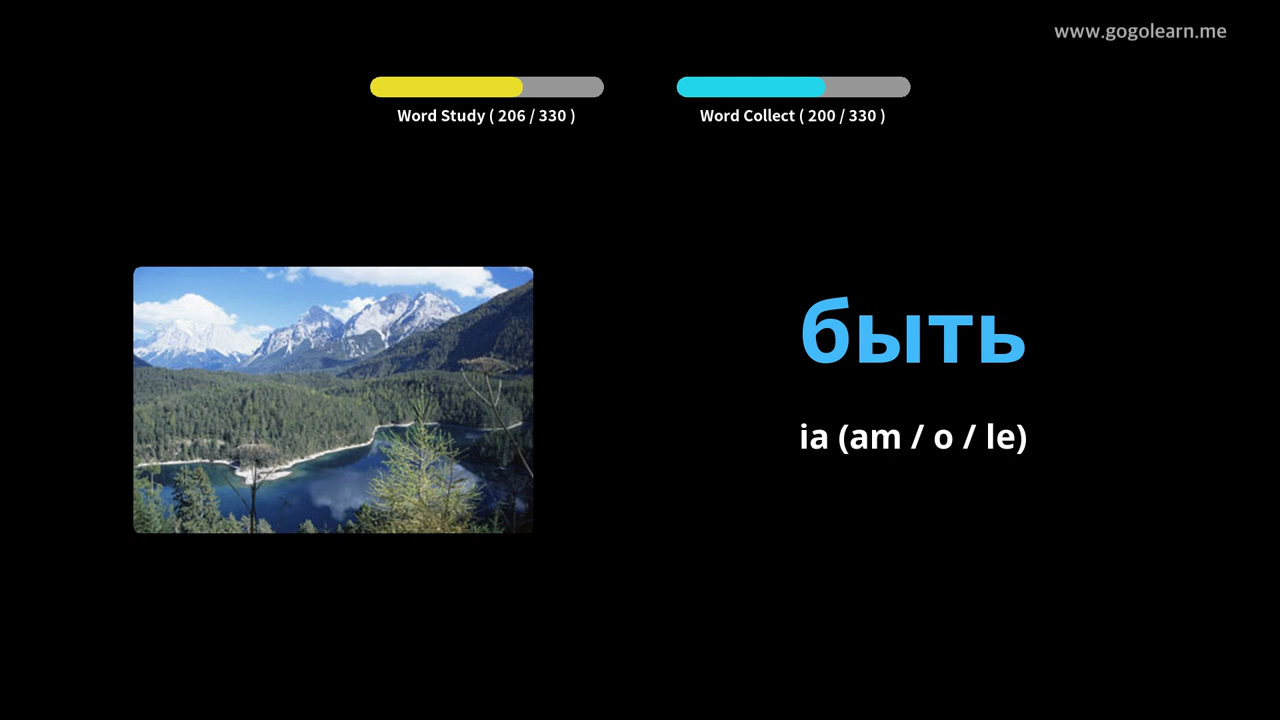 www.gogolearn.me
Word Study ( 206 / 330 )
Word Collect ( 200 / 330 )
быть
ia (am / o / le)